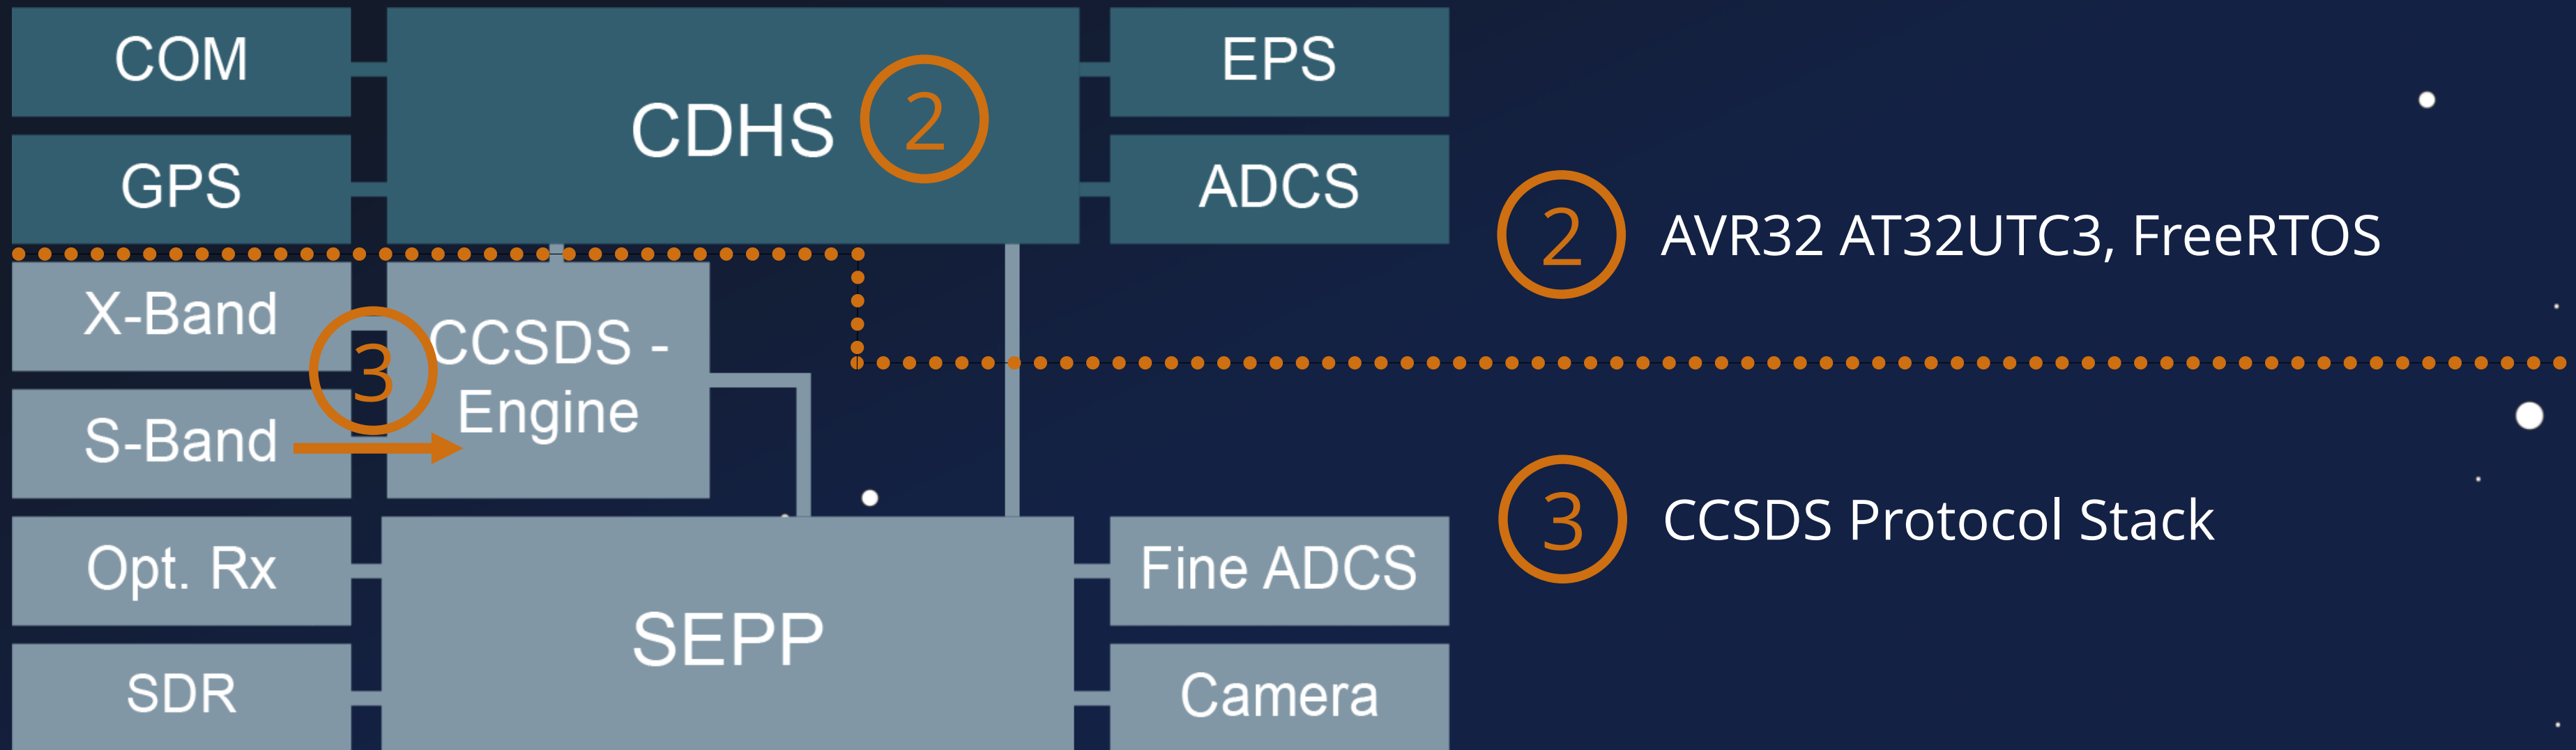 COM
CDHS
2
EPS
GPS
ADCS
2
AVR32 AT32UTC3, FreeRTOS
X-Band
3
CCSDS -
Engine
S-Band
3
CCSDS Protocol Stack
Opt. Rx
SEPP
Fine ADCS
SDR
Camera